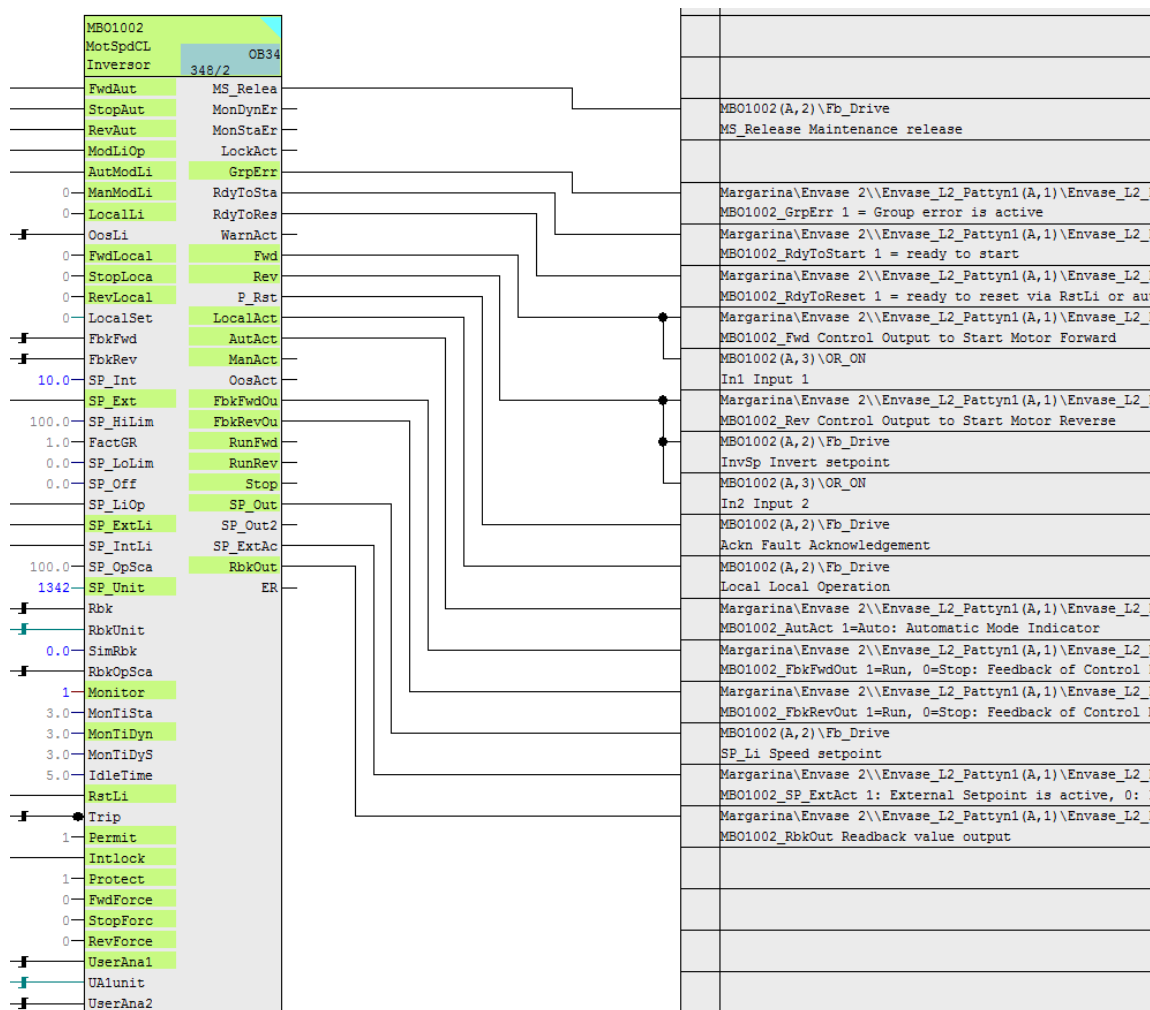 MBO1002
MotSpdCL
Inversor
OB34
348/2
FwdAut MS_Relea
StopAut MonDynEr
RevAut MonStaEr
ModLiOp LockAct
AutModLi GrpErr
0 ManModLi RdyToSta
0 LocalLi RdyToRes
OosLi WarnAct
0 FwdLocal Fwd
0 StopLoca Rev
0 RevLocal P_Rst
0 LocalSet LocalAct
FbkFwd AutAct
FbkRev ManAct
10.0 SP_Int OosAct
SP_Ext FbkFwdOu
100.0 SP_HiLim FbkRevOu
1.0 FactGR RunFwd
0.0 SP_LoLim RunRev
0.0 SP_Off Stop
SP_LiOp SP_Out
SP_ExtLi SP_Out2
SP_IntLi SP_ExtAc
100.0 SP_OpSca RbkOut
1342 SP_Unit ER
Rbk
RbkUnit
0.0 SimRbk
RbkOpSca
1 Monitor
3.0 MonTiSta
3.0 MonTiDyn
3.0 MonTiDyS
5.0 IdleTime
RstLi
Trip
1 Permit
Intlock
1 Protect
0 FwdForce
0 StopForc
0 RevForce
UserAna1
UA1unit
UserAna2
MBO1002(A,2)\Fb_Drive
MS_Release Maintenance release
Margarina\Envase 2\\Envase_L2_Pattyn1(A,1)\Envase_L2_
MBO1002_GrpErr 1 = Group error is active
Margarina\Envase 2\\Envase_L2_Pattyn1(A,1)\Envase_L2_
MBO1002_RdyToStart 1 = ready to start
Margarina\Envase 2\\Envase_L2_Pattyn1(A,1)\Envase_L2_
MBO1002_RdyToReset 1 = ready to reset via RstLi or au
Margarina\Envase 2\\Envase_L2_Pattyn1(A,1)\Envase_L2_
MBO1002_Fwd Control Output to Start Motor Forward
MBO1002(A,3)\OR_ON
In1 Input 1
Margarina\Envase 2\\Envase_L2_Pattyn1(A,1)\Envase_L2_
MBO1002_Rev Control Output to Start Motor Reverse
MBO1002(A,2)\Fb_Drive
InvSp Invert setpoint
MBO1002(A,3)\OR_ON
In2 Input 2
MBO1002(A,2)\Fb_Drive
Ackn Fault Acknowledgement
MBO1002(A,2)\Fb_Drive
Local Local Operation
Margarina\Envase 2\\Envase_L2_Pattyn1(A,1)\Envase_L2_
MBO1002_AutAct 1=Auto: Automatic Mode Indicator
Margarina\Envase 2\\Envase_L2_Pattyn1(A,1)\Envase_L2_
MBO1002_FbkFwdOut 1=Run, 0=Stop: Feedback of Control
Margarina\Envase 2\\Envase_L2_Pattyn1(A,1)\Envase_L2_
MBO1002_FbkRevOut 1=Run, 0=Stop: Feedback of Control
MBO1002(A,2)\Fb_Drive
SP_Li Speed setpoint
Margarina\Envase 2\\Envase_L2_Pattyn1(A,1)\Envase_L2_
MBO1002_SP_ExtAct 1: External Setpoint is active, 0:
Margarina\Envase 2\\Envase_L2_Pattyn1(A,1)\Envase_L2_
MBO1002_RbkOut Readback value output